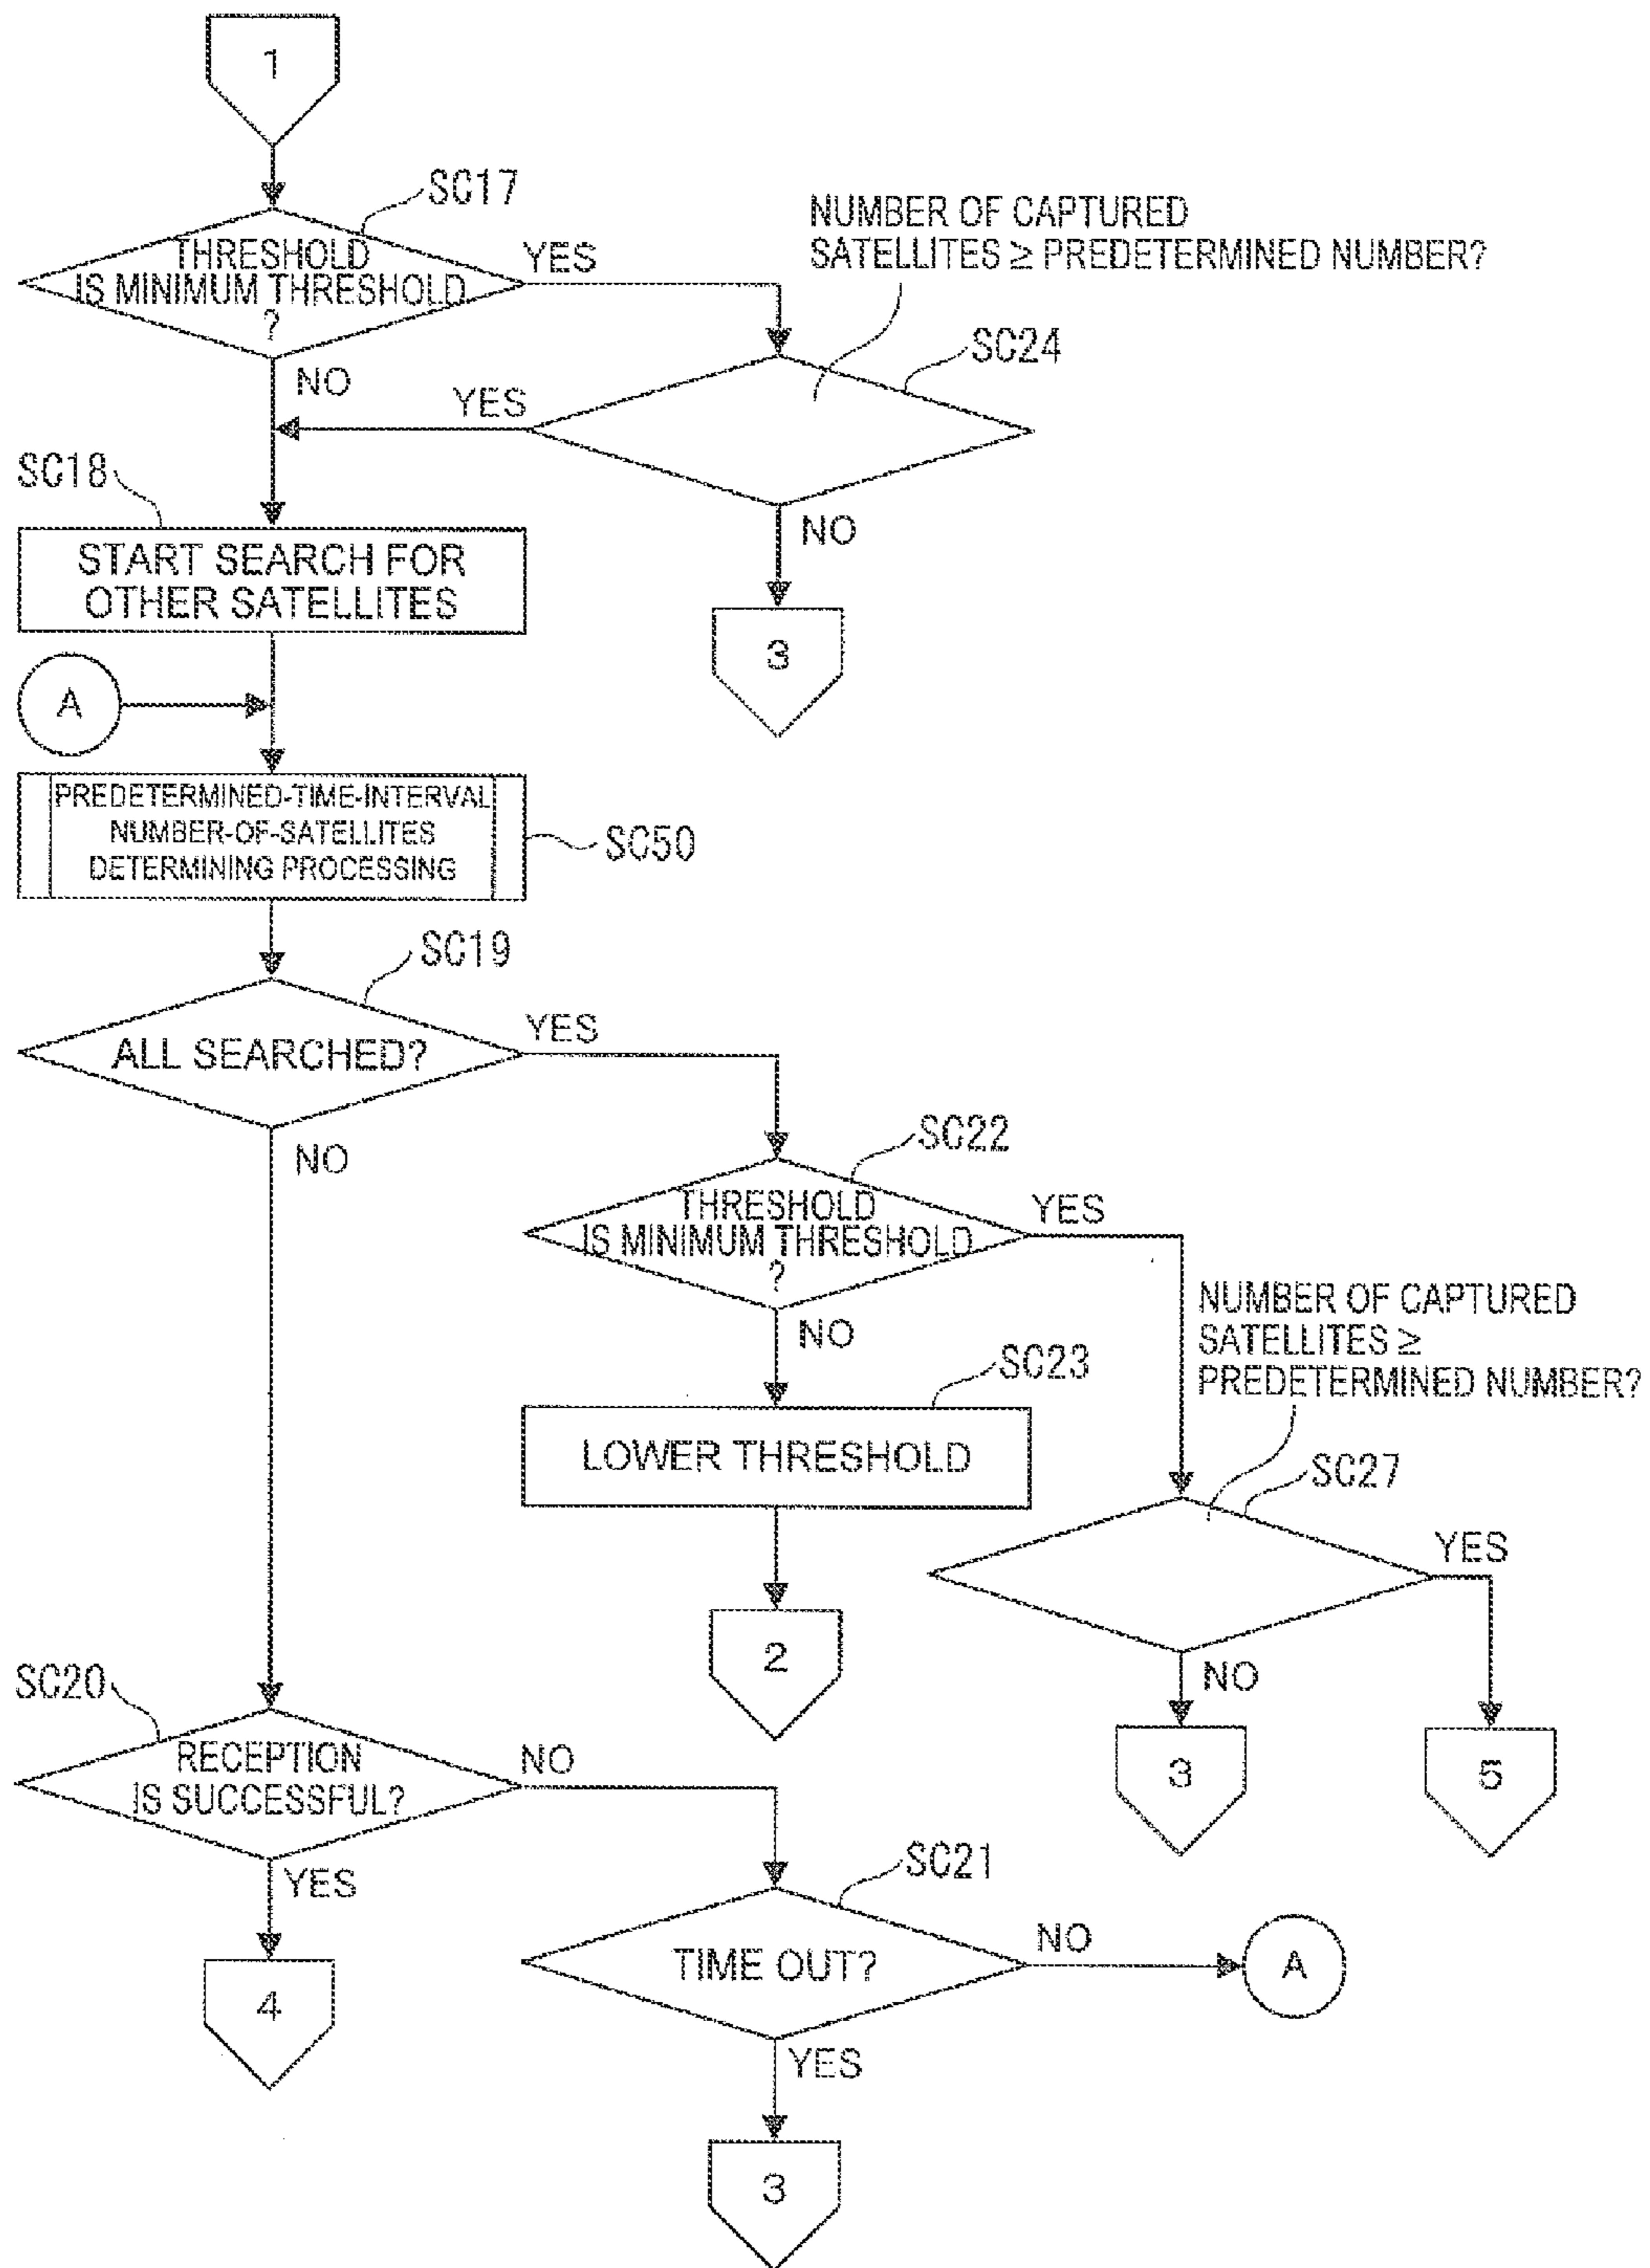 1
SC17
THRESHOLD
IS MINIMUM THRESHOLD
?
YES
NO
NUMBER OF CAPTURED
SATELLITES ≥ PREDETERMINED NUMBER?
SC24
YES
NO
3
SC18
START SEARCH FOR
OTHER SATELLITES
A
PREDETERMINED-TIME-INTERVAL
NUMBER-OF-SATELLITES
DETERMINING PROCESSING
SC50
SC19
ALL SEARCHED?
YES
NO
SC22
THRESHOLD
IS MINIMUM THRESHOLD
?
YES
NO
NUMBER OF CAPTURED
SATELLITES ≥
PREDETERMINED NUMBER?
SC23
LOWER THRESHOLD
2
SC27
YES
NO
3
5
SC20
RECEPTION
IS SUCCESSFUL?
NO
YES
4
SC21
TIME OUT?
NO
A
YES
3